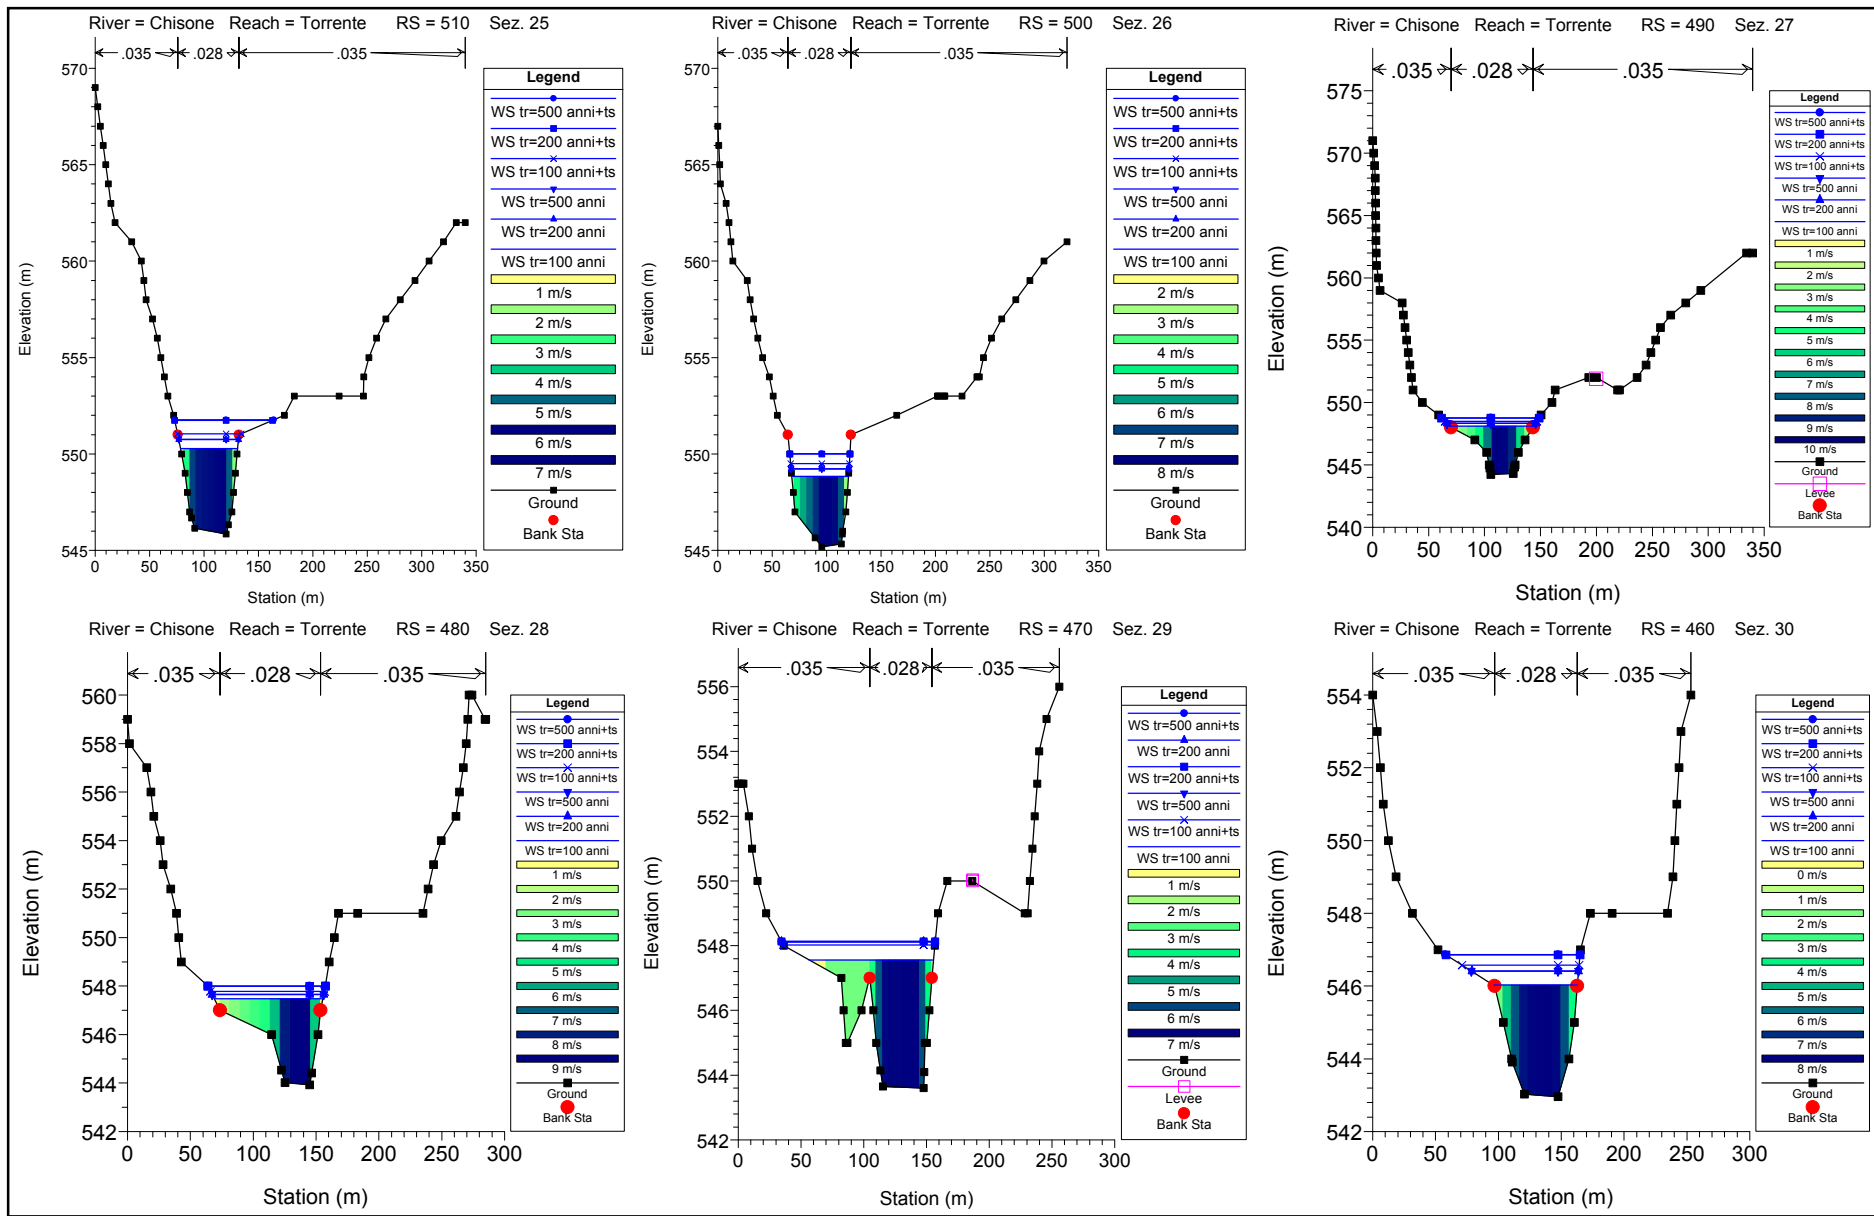 River = Chisone Reach = Torrente RS = 510 Sez. 25
.035 .028 .035
570
565
560
555
550
545
Elevation (m)
0 50 100 150 200 250 300 350
Station (m)
Legend
WS tr=500 anni+ts
WS tr=200 anni+ts
WS tr=100 anni+ts
WS tr=500 anni
WS tr=200 anni
WS tr=100 anni
1 m/s
2 m/s
3 m/s
4 m/s
5 m/s
6 m/s
7 m/s
Ground
Bank Sta
River = Chisone Reach = Torrente RS = 500 Sez. 26
.035 .028 .035
570
565
560
555
550
545
Elevation (m)
0 50 100 150 200 250 300 350
Station (m)
Legend
WS tr=500 anni+ts
WS tr=200 anni+ts
WS tr=100 anni+ts
WS tr=500 anni
WS tr=200 anni
WS tr=100 anni
2 m/s
3 m/s
4 m/s
5 m/s
6 m/s
7 m/s
8 m/s
Ground
Bank Sta
River = Chisone Reach = Torrente RS = 490 Sez. 27
.035 .028 .035
575
570
565
560
555
550
545
540
Elevation (m)
0 50 100 150 200 250 300 350
Station (m)
Legend
WS tr=500 anni+ts
WS tr=200 anni+ts
WS tr=100 anni+ts
WS tr=500 anni
WS tr=200 anni
WS tr=100 anni
1 m/s
2 m/s
3 m/s
4 m/s
5 m/s
6 m/s
7 m/s
8 m/s
9 m/s
10 m/s
Ground
Levee
Bank Sta
River = Chisone Reach = Torrente RS = 480 Sez. 28
.035 .028 .035
560
558
556
554
552
550
548
546
544
542
Elevation (m)
0 50 100 150 200 250 300
Station (m)
Legend
WS tr=500 anni+ts
WS tr=200 anni+ts
WS tr=100 anni+ts
WS tr=500 anni
WS tr=200 anni
WS tr=100 anni
1 m/s
2 m/s
3 m/s
4 m/s
5 m/s
6 m/s
7 m/s
8 m/s
9 m/s
Ground
Bank Sta
River = Chisone Reach = Torrente RS = 470 Sez. 29
.035 .028 .035
556
554
552
550
548
546
544
542
Elevation (m)
0 50 100 150 200 250 300
Station (m)
Legend
WS tr=500 anni+ts
WS tr=200 anni
WS tr=200 anni+ts
WS tr=500 anni
WS tr=100 anni+ts
WS tr=100 anni
1 m/s
2 m/s
3 m/s
4 m/s
5 m/s
6 m/s
7 m/s
Ground
Levee
Bank Sta
River = Chisone Reach = Torrente RS = 460 Sez. 30
.035 .028 .035
554
552
550
548
546
544
542
Elevation (m)
0 50 100 150 200 250 300
Station (m)
Legend
WS tr=500 anni+ts
WS tr=200 anni+ts
WS tr=100 anni+ts
WS tr=500 anni
WS tr=200 anni
WS tr=100 anni
0 m/s
1 m/s
2 m/s
3 m/s
4 m/s
5 m/s
6 m/s
7 m/s
8 m/s
Ground
Bank Sta